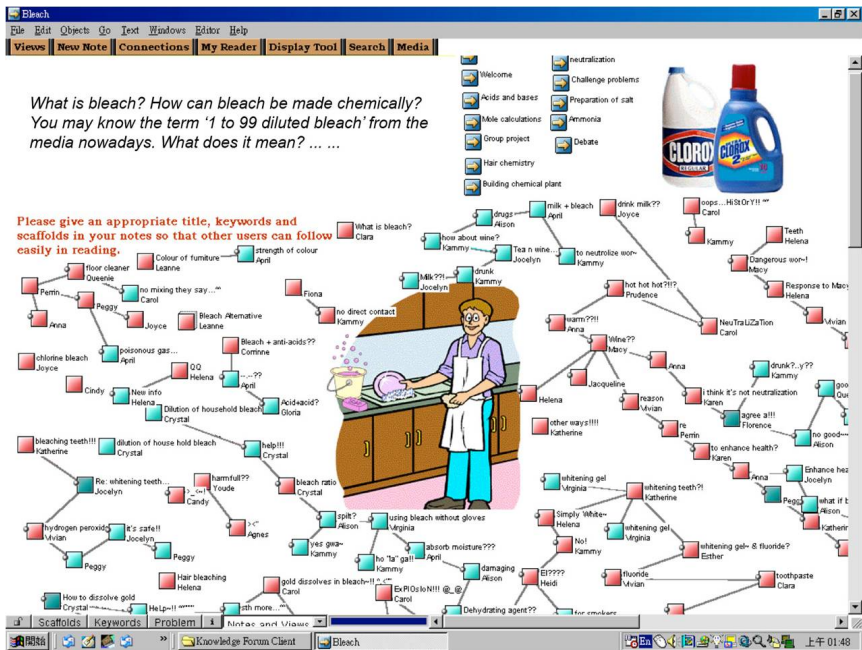 Bleach
File Edit Objects Go Text Windows Editor Help
Views New Note Connections My Reader Display Tool Search Media
What is bleach? How can bleach be made chemically?
You may know the term ‘1 to 99 diluted bleach’ from the
media nowadays. What does it mean? ... ...
neutralization
Welcome
Challenge problems
Acids and bases
Preparation of salt
Mole calculations
Ammonia
Group project
Debate
Hair chemistry
Building chemical plant
CLOROX
REGULAR
CLOROX
2
Please give an appropriate title, keywords and
scaffolds in your notes so that other users can follow
easily in reading.
What is bleach?
Clara
drugs
Alison
milk + bleach
April
drink milk??
Joyce
oops...HiStOrY!! ^^
Carol
Kammy
Teeth
Helena
how about wine?
Kammy
Tea n wine...
Jocelyn
to neutrolize wor~
Kammy
Dangerous wor~!
Macy
strength of colour
April
Colour of furniture
Leanne
floor cleaner
Queenie
Milk??!
Jocelyn
drunk
Kammy
hot hot hot?!!?
Prudence
Response to Macy
Helena
Perrin
no mixing they say...^^
Carol
Peggy
Fiona
no direct contact
Kammy
Anna
Joyce
Bleach Alternative
Leanne
warm??!!
Anna
NeuTraLiZaTion
Carol
Vivian
Wine??
Macy
chlorine bleach
Joyce
poisonous gas...
April
Bleach + anti-acids??
Corrinne
QQ
Helena
Anna
drunk?..y??
Kammy
Cindy
New info
Helena
April
Jacqueline
Helena
i think it's not neutralization
Karen
Acid+acid?
Gloria
Dilution of household bleach
Crystal
reason
Vivian
agree a!!!
Florence
other ways!!!!
Katherine
re
Perrin
no good~~
Alison
bleaching teeth!!!
Katherine
dilution of house hold bleach
Crystal
help!!!
Crystal
to enhance health?
Karen
Anna
Enhance hea
Jocelyn
Re: whitening teeth...
Jocelyn
harmful??
Youde
bleach ratio
Crystal
whitening gel
Virginia
whitening teeth?!
Katherine
Candy
Pegg
what if b
Alison
Katherin
hydrogen peroxid
Vivian
it's safe!!
Jocelyn
Agnes
spilt?
Alison
using bleach without gloves
Virginia
Simply White~
Helena
whitening gel
Virginia
Peggy
Peggy
yes gwa~
Kammy
absorb moisture???
April
No!
Kammy
whitening gel~ & fluoride?
Esther
ho "la" ga!!
Kammy
Hair bleaching
Helena
damaging
Alison
EI????
Heidi
fluoride
Vivian
toothpaste
Clara
gold dissolves in bleach~!!
Carol
ExPlOsIoN!!! @_@
Carol
How to dissolve gold
Crystal
HeLp~!!
sth more...^^
Dehydrating agent??
for smokers
Scaffolds Keywords Problem Notes and Views
開始 Knowledge Forum Client Bleach En 上午 01:48